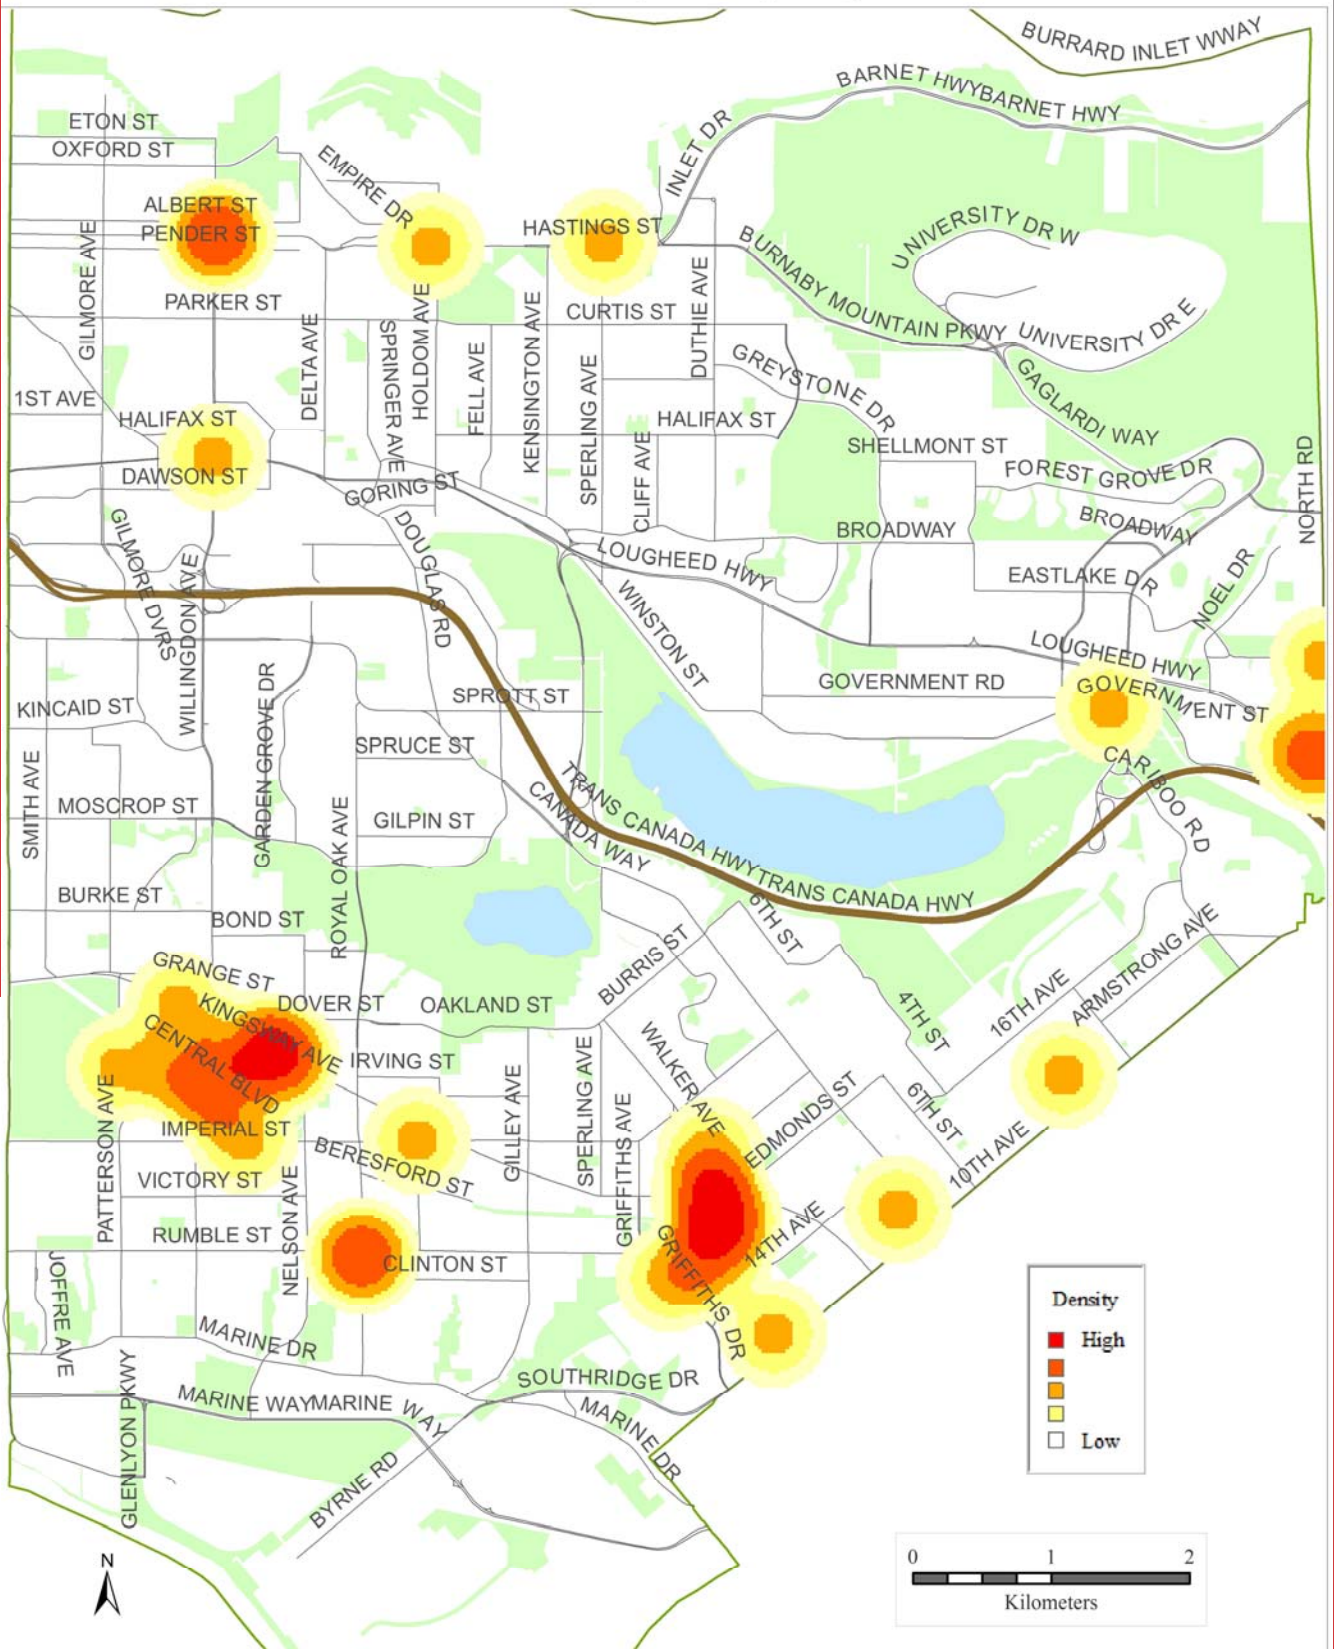 BURRARD INLET WWAY
BARNET HWYBARNET HWY
ETON ST
OXFORD ST
INLET DR
EMPIRE DR
ALBERT ST
PENDER ST
HASTINGS ST
UNIVERSITY DR W
GILMORE AVE
BURNABY MOUNTAIN PKWY
UNIVERSITY DR E
PARKER ST
CURTIS ST
DUTHIE AVE
DELTA AVE
SPRINGER AVE
HOLDOM AVE
FELL AVE
KENSINGTON AVE
SPERLING AVE
GREYSTONE DR
GAGLARDI WAY
1ST AVE
HALIFAX ST
HALIFAX ST
CLIFF AVE
SHELLMONT ST
FOREST GROVE DR
NORTH RD
DAWSON ST
GORING ST
GILMORE DVRS
DOUGLAS RD
BROADWAY
BROADWAY
LOUGHEED HWY
EASTLAKE DR
NOEL DR
WILLINGDON AVE
WINSTON ST
LOUGHEED HWY
GOVERNMENT RD
GOVERNMENT ST
SPROTT ST
KINCAID ST
GARDEN GROVE DR
SPRUCE ST
CARIBOO RD
SMITH AVE
MOSCROP ST
ROYAL OAK AVE
GILPIN ST
TRANS CANADA HWYTRANS CANADA HWY
CANADA WAY
BURKE ST
BOND ST
6TH ST
BURRIS ST
ARMSTRONG AVE
GRANGE ST
KINGSWAY AVE
DOVER ST
OAKLAND ST
4TH ST
16TH AVE
CENTRAL BLVD
IRVING ST
WALKER AVE
PATTERSON AVE
IMPERIAL ST
GILLEY AVE
SPERLING AVE
GRIFFITHS AVE
EDMONDS ST
6TH ST
10TH AVE
BERESFORD ST
VICTORY ST
NELSON AVE
RUMBLE ST
CLINTON ST
14TH AVE
GRIFFITHS DR
JOFFRE AVE
MARINE DR
SOUTHRIDGE DR
MARINE WAYMARINE WAY
MARINE DR
GLENLYON PKWY
BYRNE RD
Density
High
Low
N
0 1 2
Kilometers